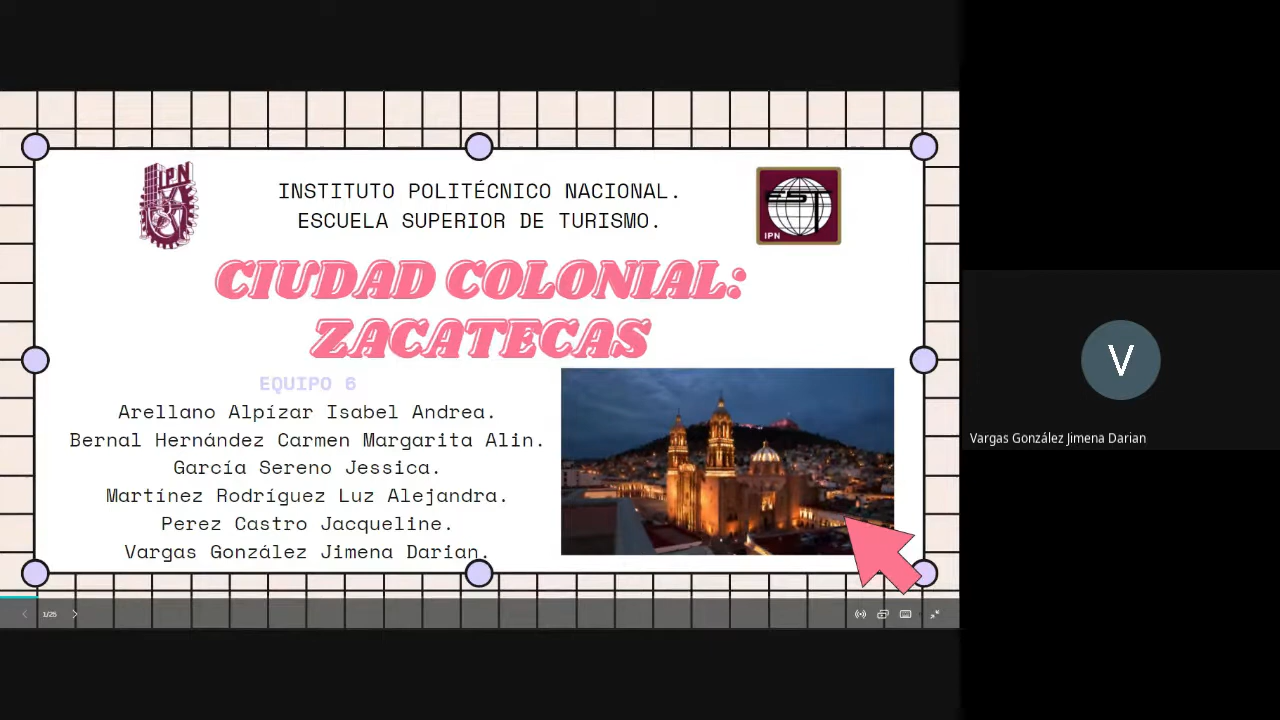 IPN
INSTITUTO POLITÉCNICO NACIONAL.
ESCUELA SUPERIOR DE TURISMO.
EST
IPN
CIUDAD COLONIAL:
ZACATECAS
EQUIPO 6
Arellano Alpízar Isabel Andrea.
Bernal Hernández Carmen Margarita Alin.
García Sereno Jessica.
Martínez Rodríguez Luz Alejandra.
Perez Castro Jacqueline.
Vargas González Jimena Darian.
1/25
V
Vargas González Jimena Darian